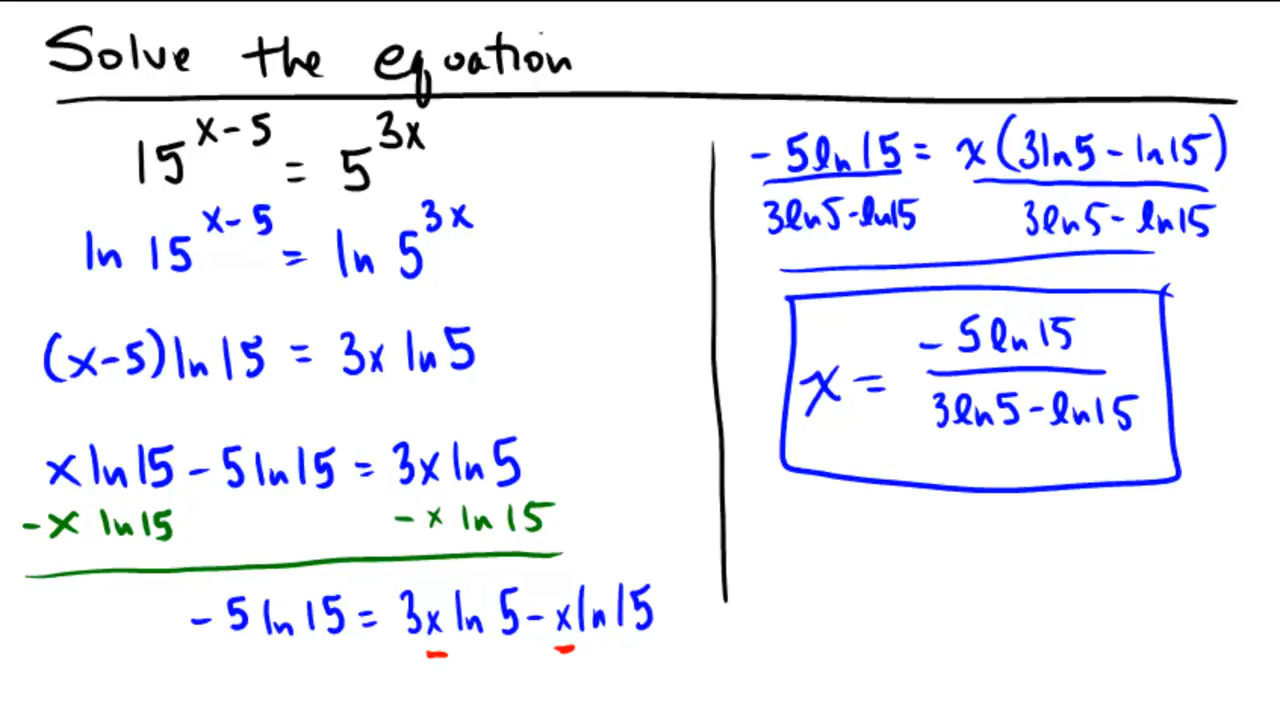 Solve the equation
15^(x-5) = 5^(3x)
ln 15^(x-5) = ln 5^(3x)
(x-5) ln 15 = 3x ln 5
x ln 15 - 5 ln 15 = 3x ln 5
-x ln 15 -x ln 15
-5 ln 15 = 3x ln 5 - x ln 15
-5 ln 15 = x(3 ln 5 - ln 15)
3 ln 5 - ln 15 3 ln 5 - ln 15
-5 ln 15
x =
3 ln 5 - ln 15